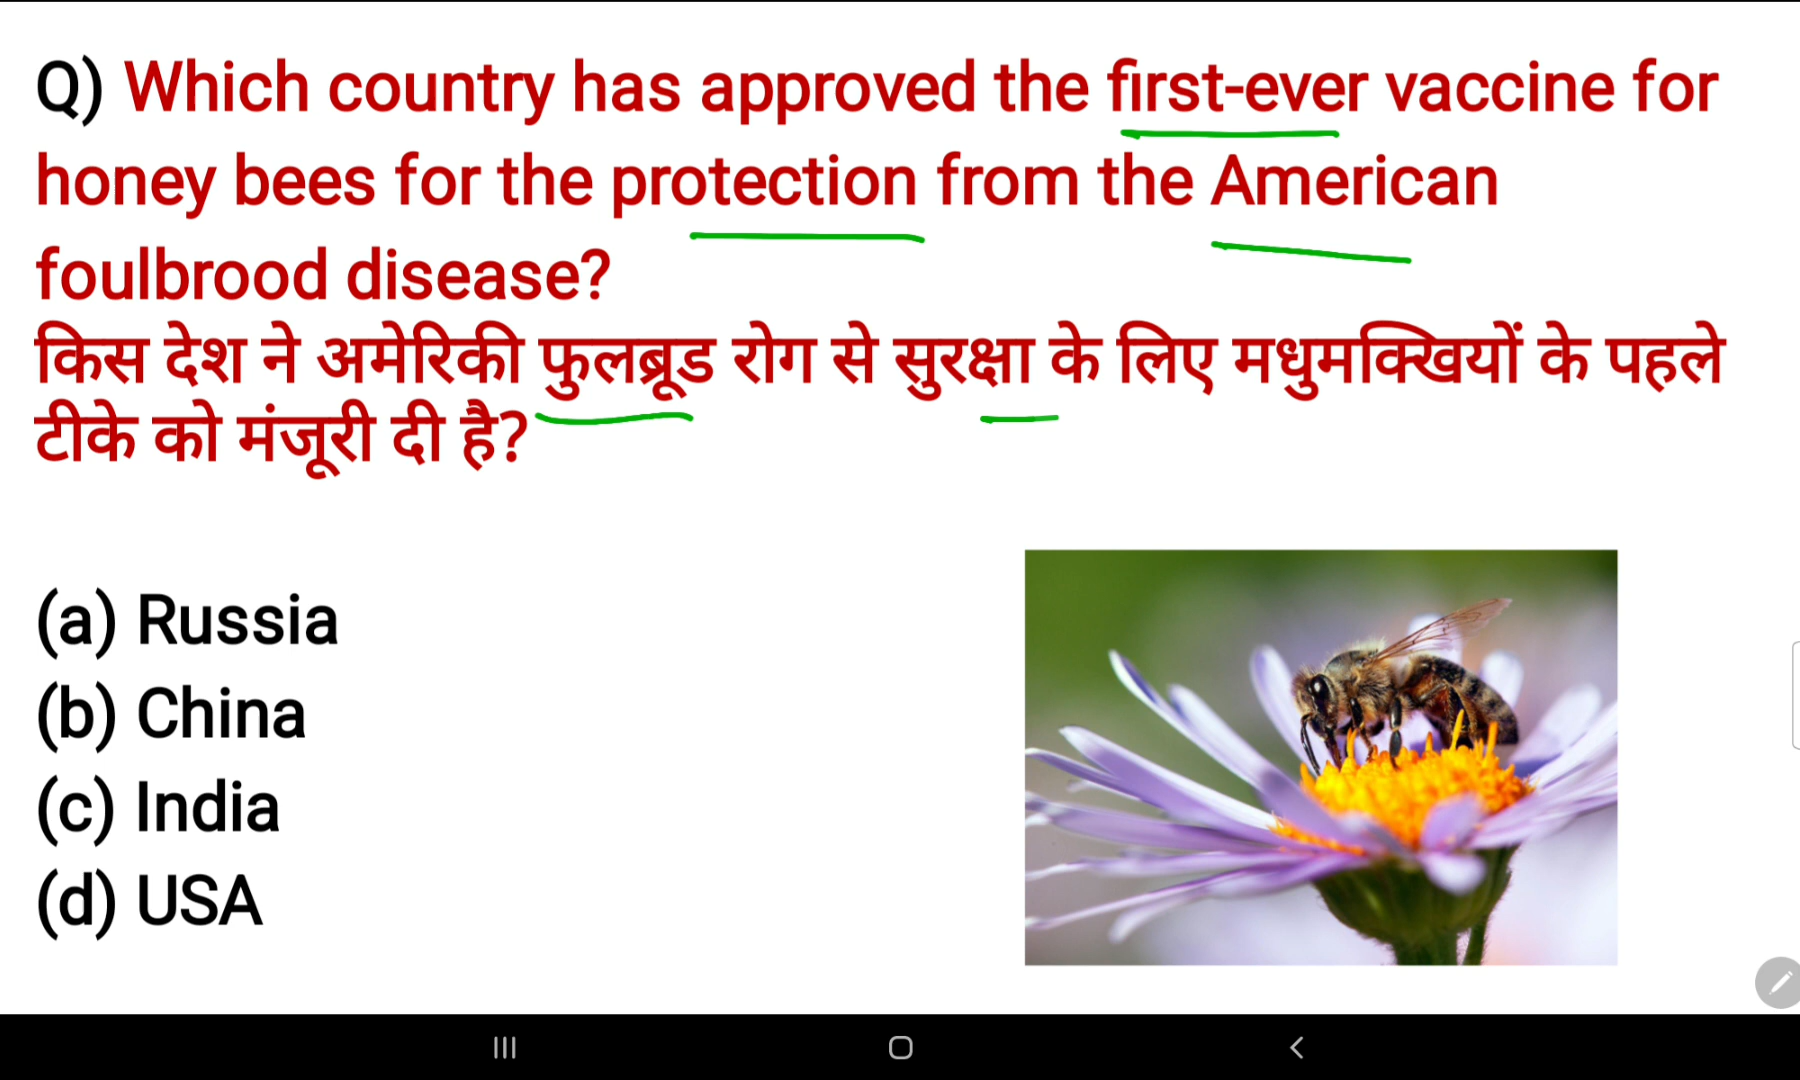 Q) Which country has approved the first-ever vaccine for
honey bees for the protection from the American
foulbrood disease?
किस देश ने अमेरिकी फुलब्रूड रोग से सुरक्षा के लिए मधुमक्खियों के पहले
टीके को मंजूरी दी है?
(a) Russia
(b) China
(c) India
(d) USA